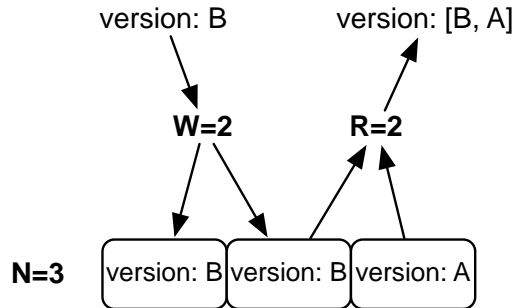 version: B
version: [B, A]
W=2
R=2
N=3
version: B
version: B
version: A